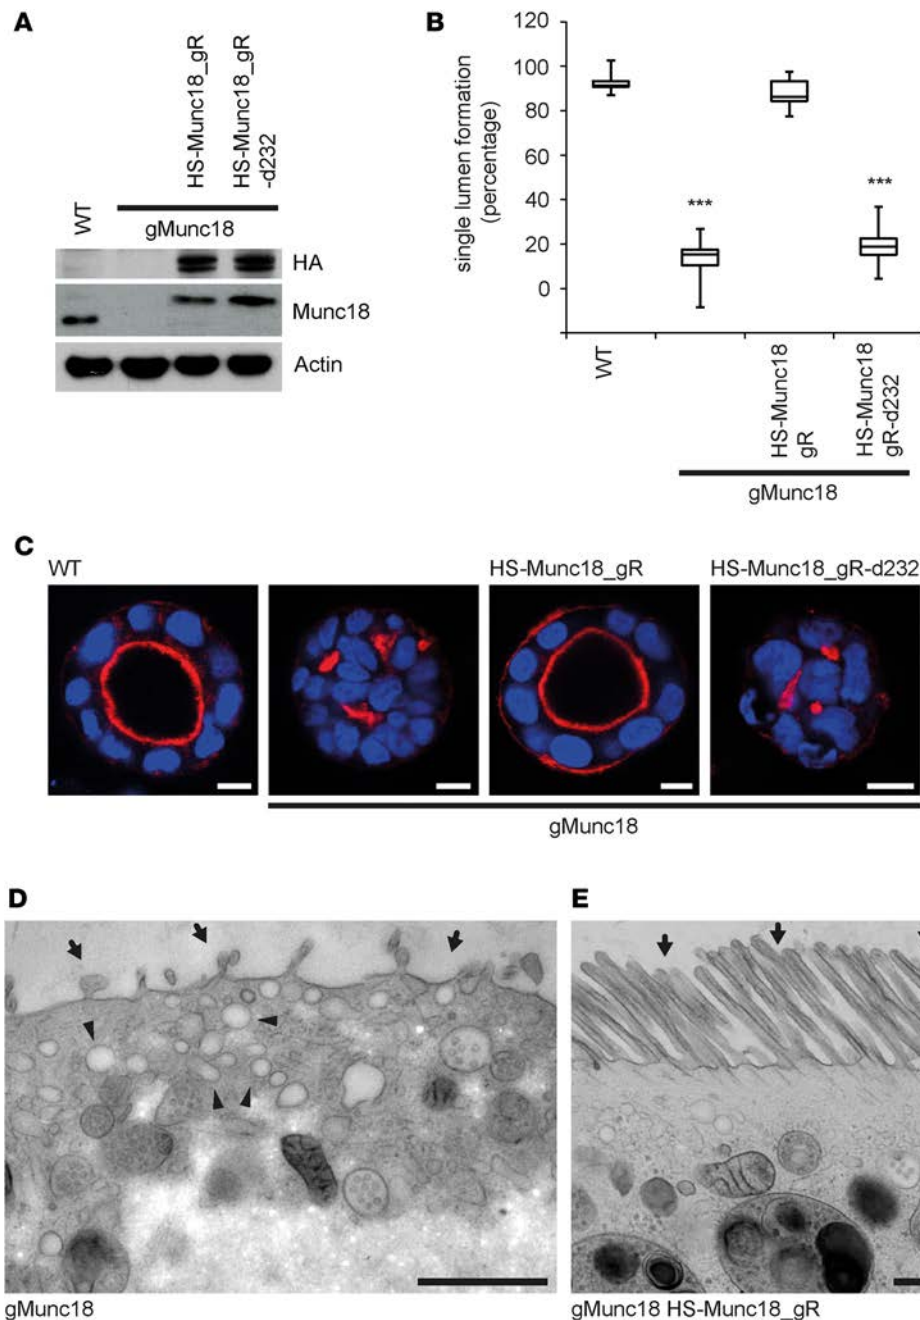 A
WT
HS-Munc18_gR
HS-Munc18_gR
-d232
gMunc18
HA
Munc18
Actin
B
single lumen formation
(percentage)
120
100
80
60
40
20
0
***
***
WT
HS-Munc18
gR
HS-Munc18
gR-d232
gMunc18
C
WT
HS-Munc18_gR
HS-Munc18_gR-d232
gMunc18
D
gMunc18
E
gMunc18 HS-Munc18_gR